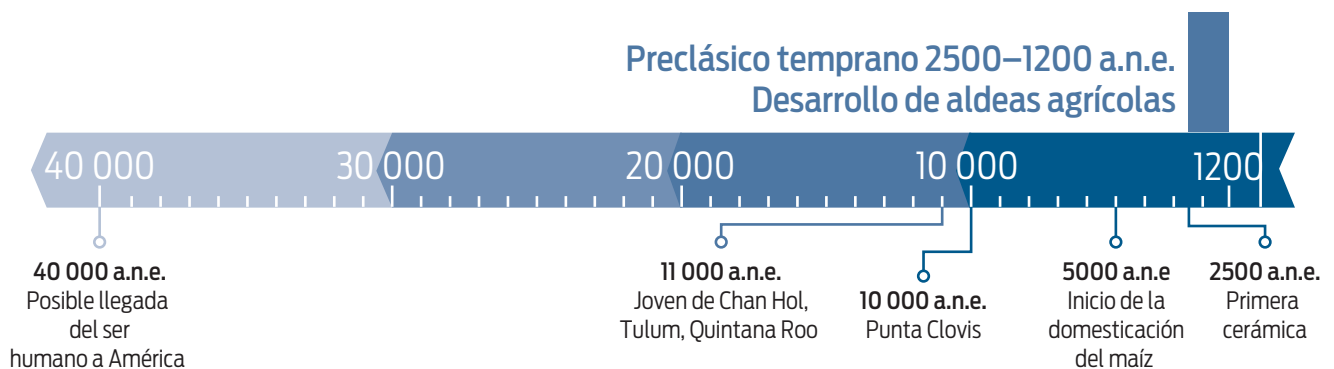 Preclásico temprano 2500–1200 a.n.e.
Desarrollo de aldeas agrícolas
40 000
30 000
20 000
10 000
1200
40 000 a.n.e.
Posible llegada
del ser
humano a América
11 000 a.n.e.
Joven de Chan Hol,
Tulum, Quintana Roo
10 000 a.n.e.
Punta Clovis
5000 a.n.e
Inicio de la
domesticación
del maíz
2500 a.n.e.
Primera
cerámica